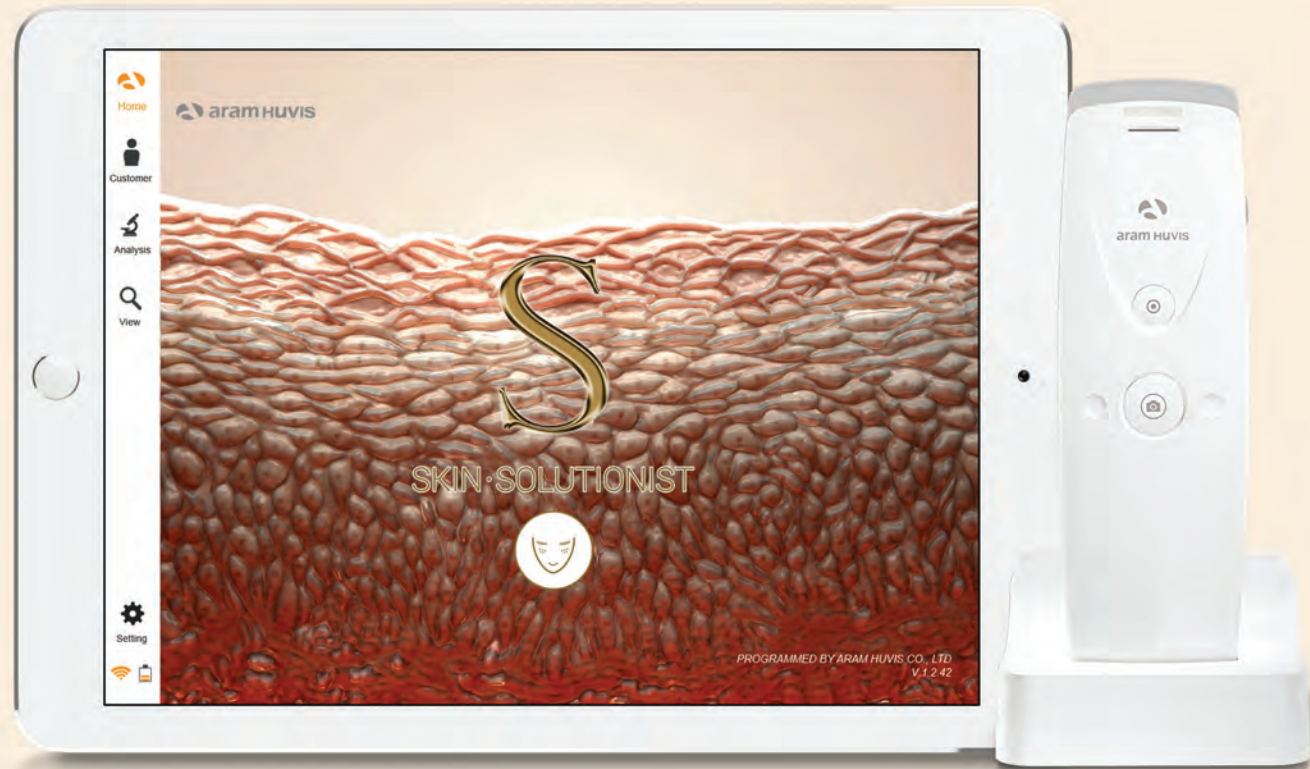 Home
aram HUVIS
Customer
Analysis
View
S
SKIN·SOLUTIONIST
Setting
PROGRAMMED BY ARAM HUVIS CO., LTD
V.1.2.42
aram HUVIS